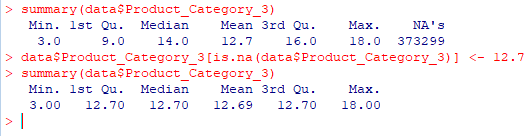 > summary(data$Product_Category_3)
Min. 1st Qu. Median Mean 3rd Qu. Max. NA's
3.0 9.0 14.0 12.7 16.0 18.0 373299
> data$Product_Category_3[is.na(data$Product_Category_3)] <- 12.7
> summary(data$Product_Category_3)
Min. 1st Qu. Median Mean 3rd Qu. Max.
3.00 12.70 12.70 12.69 12.70 18.00
>